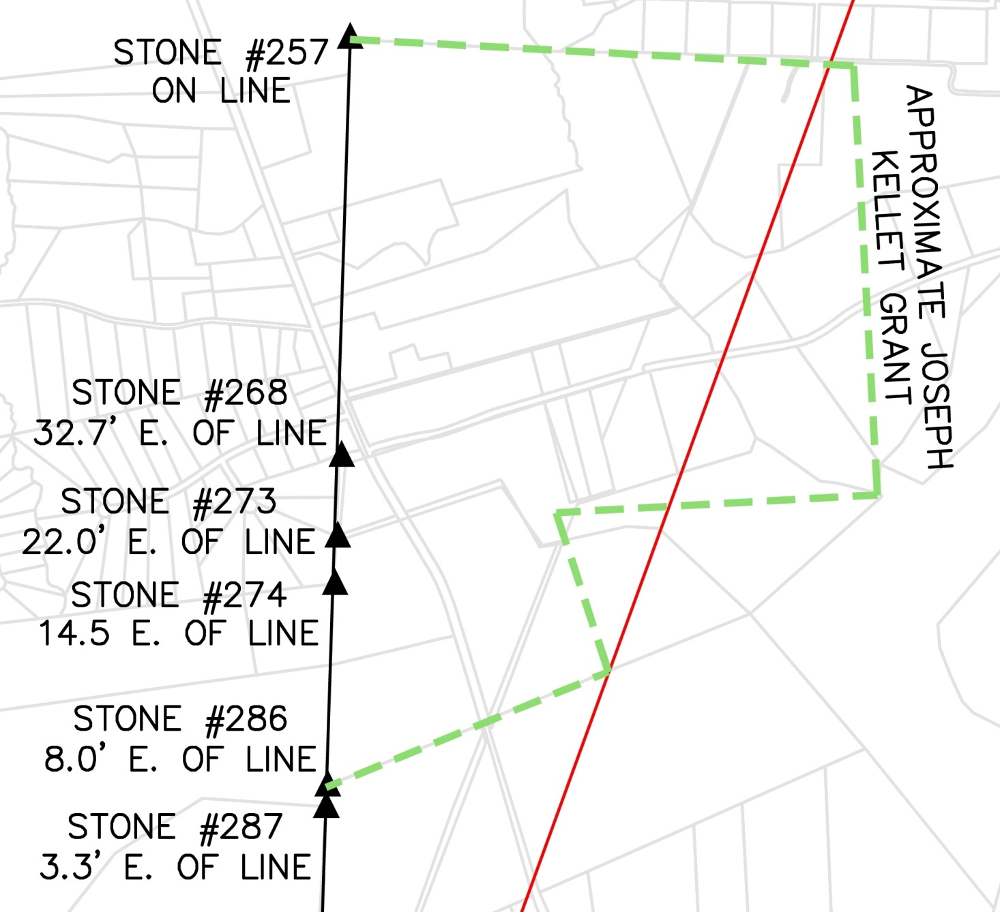 STONE #257
ON LINE
APPROXIMATE JOSEPH
KELLET GRANT
STONE #268
32.7' E. OF LINE
STONE #273
22.0' E. OF LINE
STONE #274
14.5 E. OF LINE
STONE #286
8.0' E. OF LINE
STONE #287
3.3' E. OF LINE